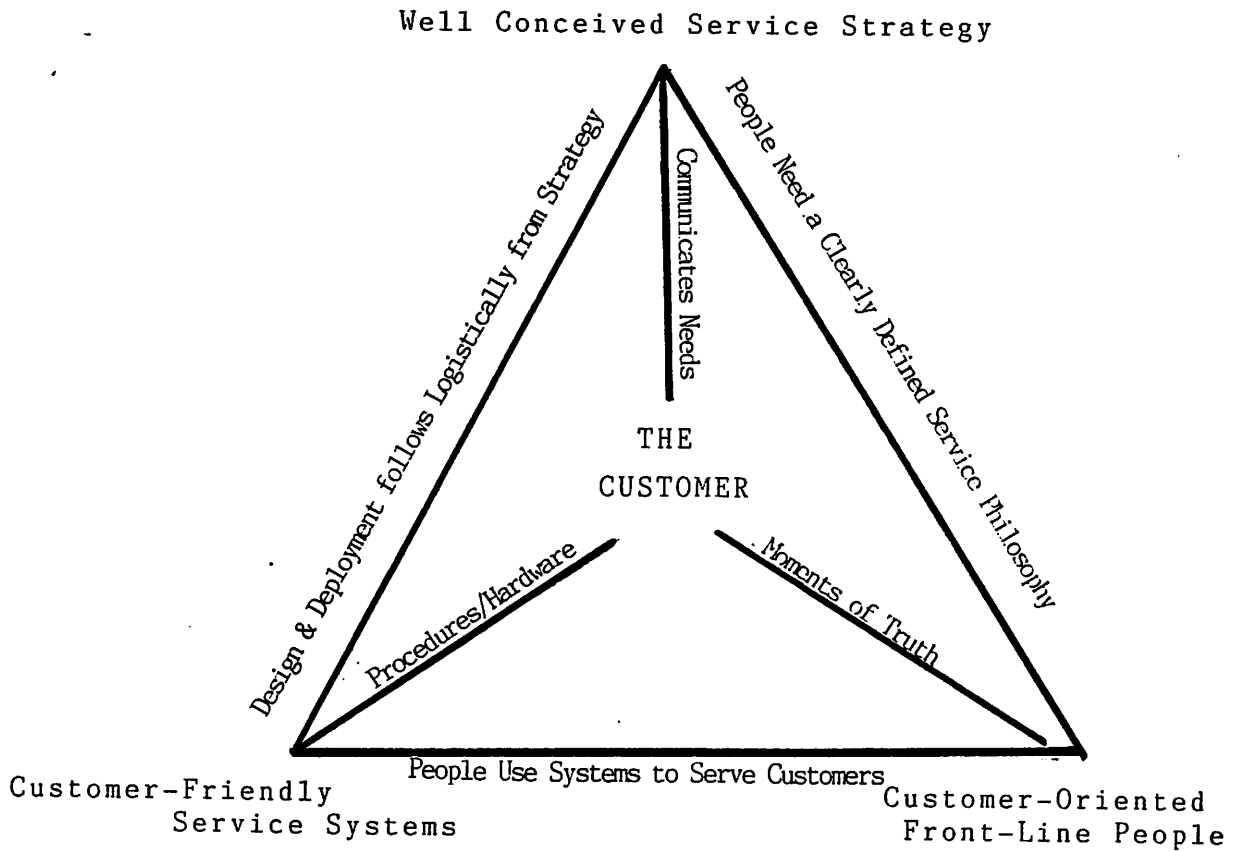 Well Conceived Service Strategy
Design & Deployment follows Logistically from Strategy
People Need a Clearly Defined Service Philosophy
Communicates Needs
THE
CUSTOMER
Procedures/Hardware
Moments of Truth
People Use Systems to Serve Customers
Customer-Friendly
Service Systems
Customer-Oriented
Front-Line People